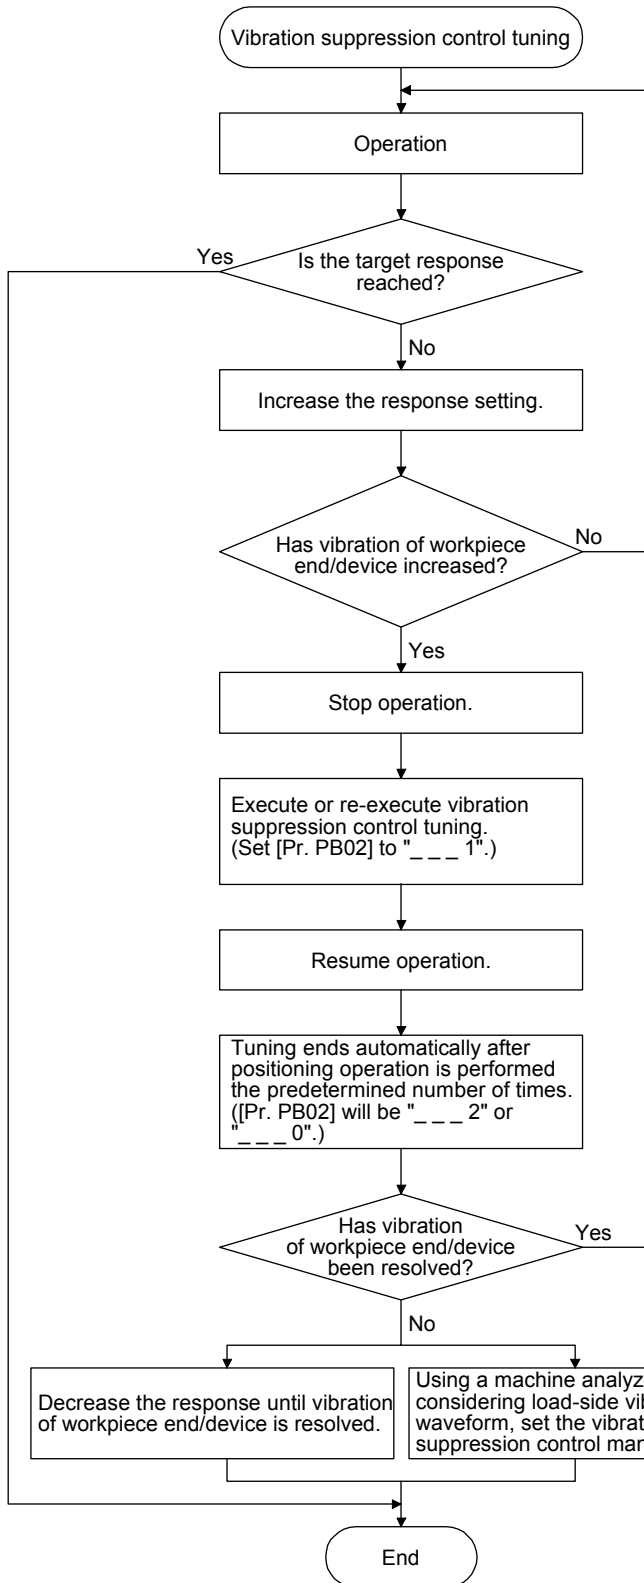 Vibration suppression control tuning
Operation
Yes
Is the target response
reached?
No
Increase the response setting.
Has vibration of workpiece
end/device increased?
No
Yes
Stop operation.
Execute or re-execute vibration
suppression control tuning.
(Set [Pr. PB02] to "_ _ _ 1".)
Resume operation.
Tuning ends automatically after
positioning operation is performed
the predetermined number of times.
([Pr. PB02] will be "_ _ _ 2" or
"_ _ _ 0".)
Has vibration
of workpiece end/device
been resolved?
Yes
No
Decrease the response until vibration
of workpiece end/device is resolved.
Using a machine
considering load-side
waveform, set the
suppression control
End